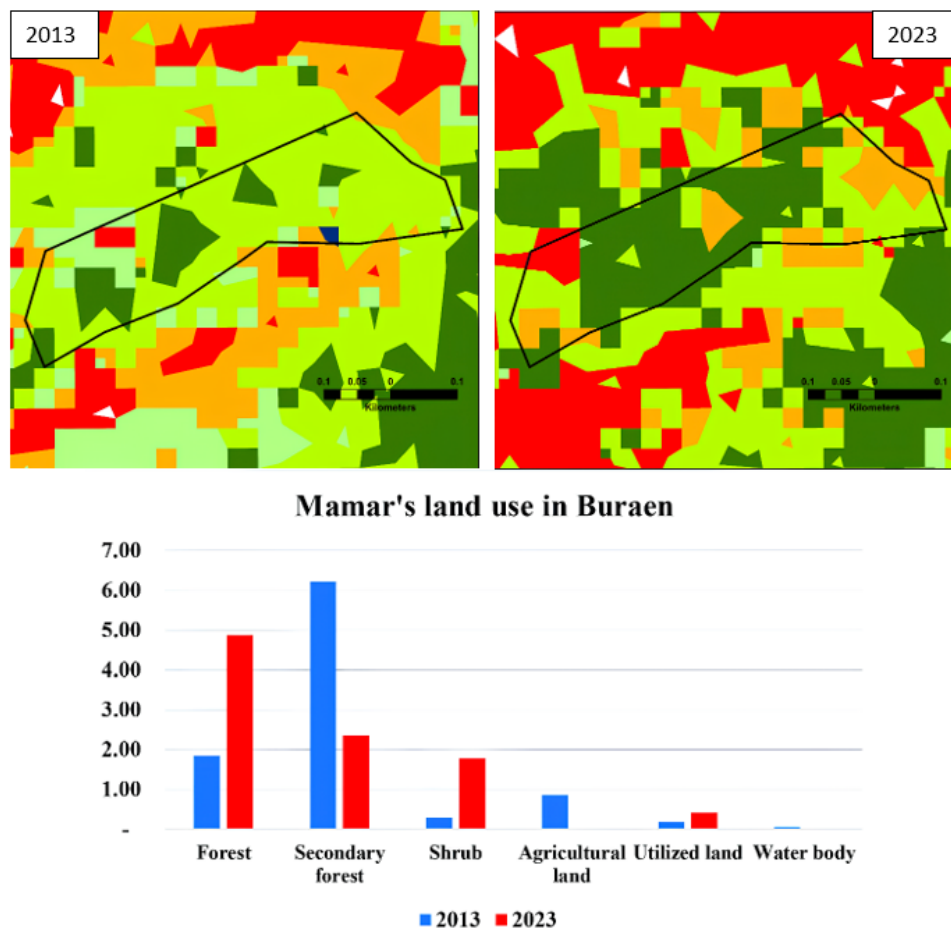 2013
2023
0.1 0.05 0 0.1
Kilometers
0.1 0.05 0 0.1
Kilometers
Mamar's land use in Buraen
7.00
6.00
5.00
4.00
3.00
2.00
1.00
-
Forest
Secondary forest
Shrub
Agricultural land
Utilized land
Water body
2013
2023